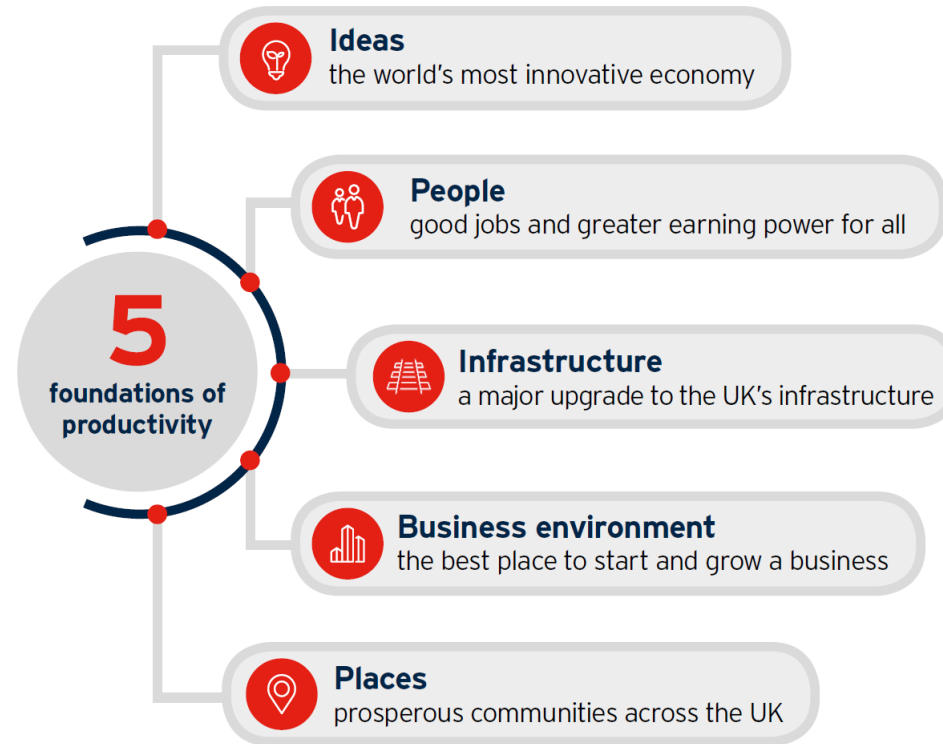 Ideas
the world's most innovative economy
People
good jobs and greater earning power for all
5
foundations of
productivity
Infrastructure
a major upgrade to the UK's infrastructure
Business environment
the best place to start and grow a business
Places
prosperous communities across the UK